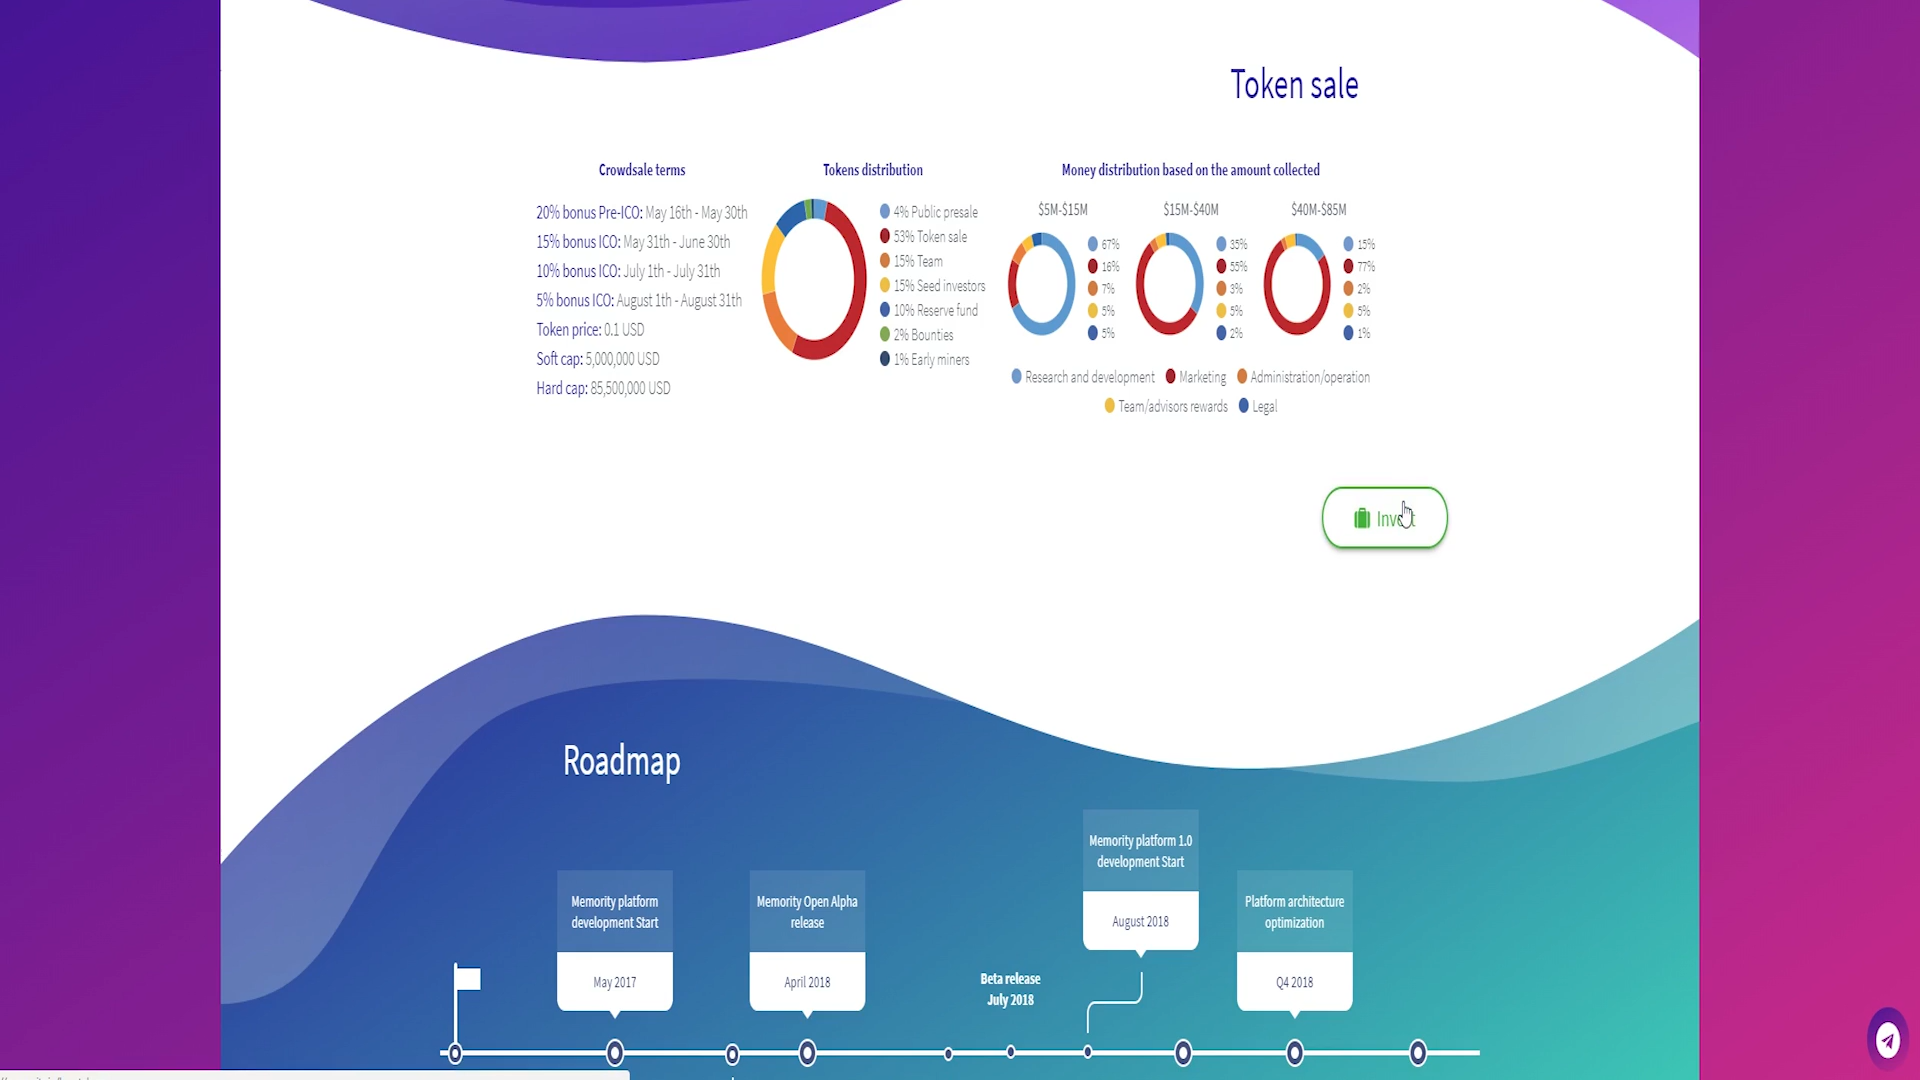 Token sale
Crowdsale terms
20% bonus Pre-ICO: May 16th - May 30th
15% bonus ICO: May 31th - June 30th
10% bonus ICO: July 1th - July 31th
5% bonus ICO: August 1th - August 31th
Token price: 0.1 USD
Soft cap: 5,000,000 USD
Hard cap: 85,500,000 USD
Tokens distribution
4% Public presale
53% Token sale
15% Team
15% Seed investors
10% Reserve fund
2% Bounties
1% Early miners
Money distribution based on the amount collected
$5M-$15M
67%
16%
7%
5%
5%
$15M-$40M
35%
55%
3%
5%
2%
$40M-$85M
15%
77%
2%
5%
1%
Research and development Marketing Administration/operation
Team/advisors rewards Legal
Invest
Roadmap
Memority platform
development Start
May 2017
Memority Open Alpha
release
April 2018
Beta release
July 2018
Memority platform 1.0
development Start
August 2018
Platform architecture
optimization
Q4 2018